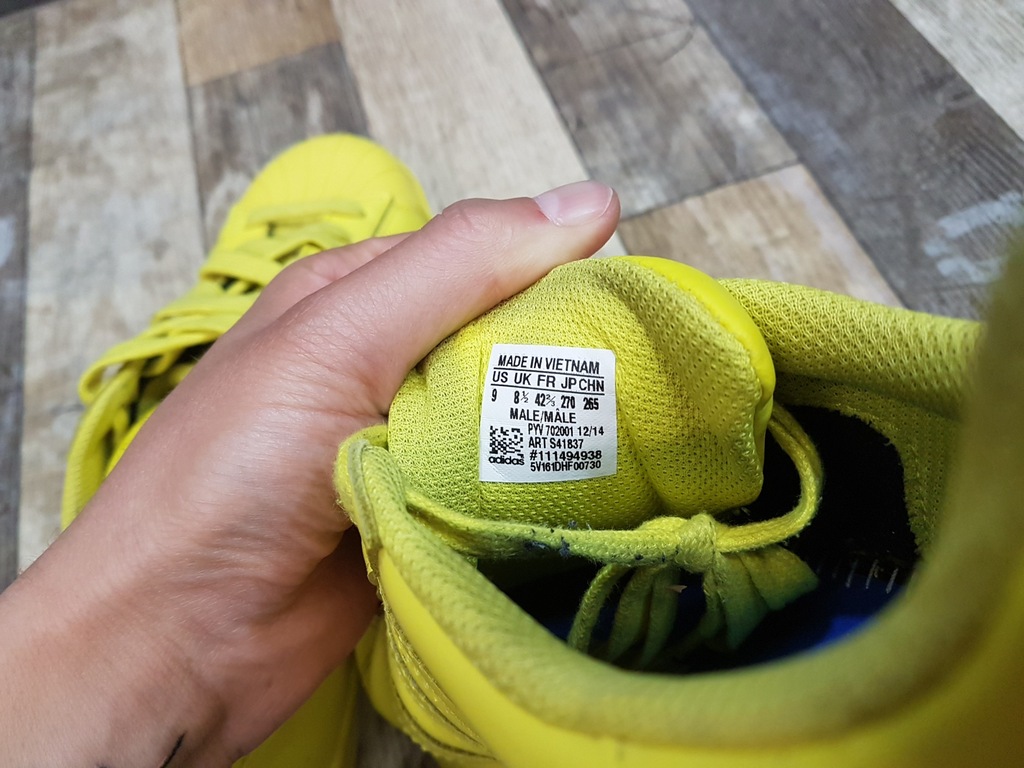 MADE IN VIETNAM
US UK FR JP CHN
9 8½ 42⅔ 270 265
MALE/MÂLE
PYV 702001 12/14
ART S41837
#111494938
adidas
5V161DHF00730